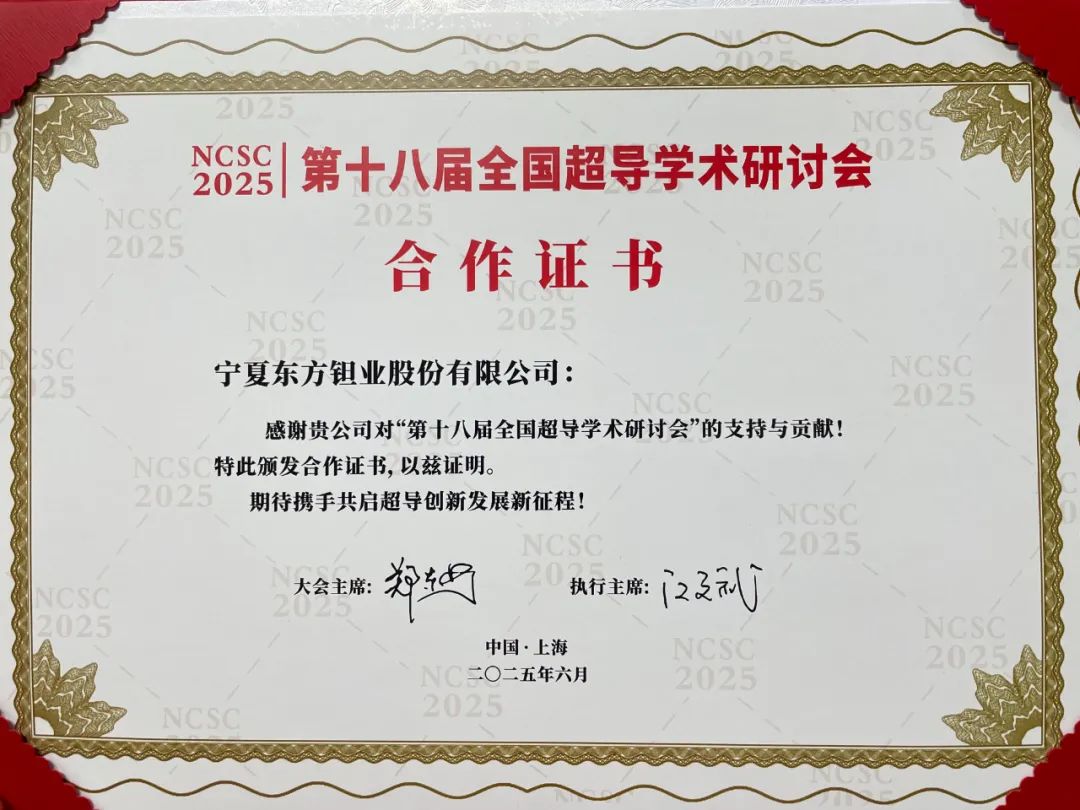 NCSC 2025 第十八届全国超导学术研讨会
合作证书
宁夏东方钽业股份有限公司：
感谢贵公司对“第十八届全国超导学术研讨会”的支持与贡献！
特此颁发合作证书，以兹证明。
期待携手共启超导创新发展新征程！
大会主席：郑东宁 执行主席：
中国·上海
二〇二五年六月